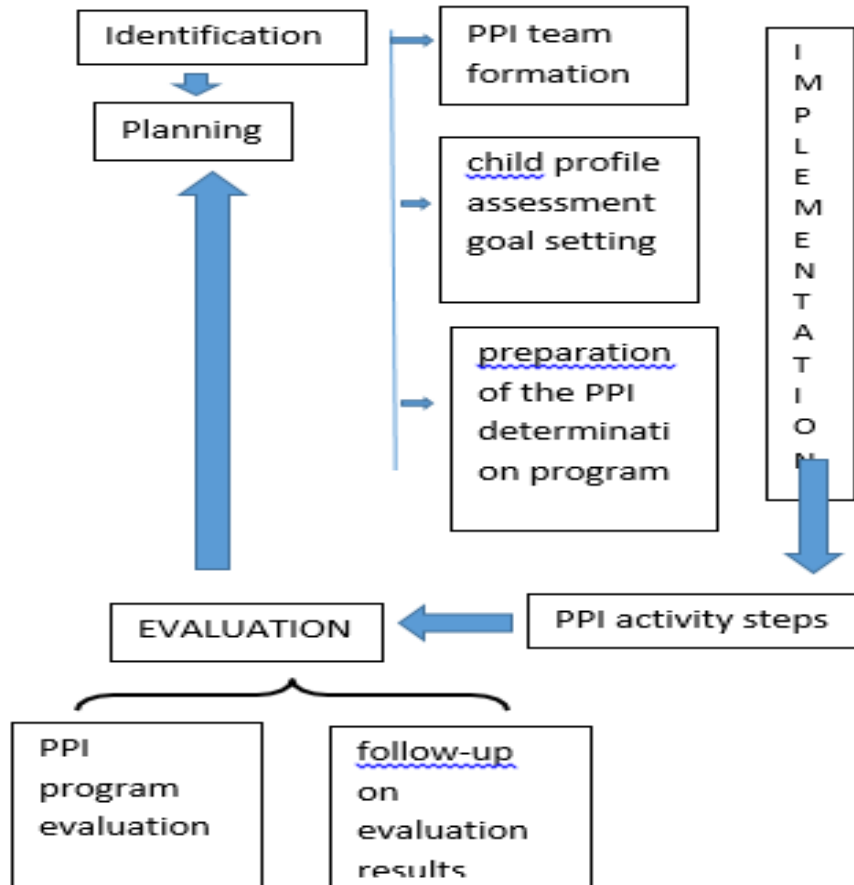 Identification
Planning
PPI team
formation
child profile
assessment
goal setting
preparation
of the PPI
determinati
on program
I
M
P
L
E
M
E
N
T
A
T
I
O
N
PPI activity steps
EVALUATION
PPI
program
evaluation
follow-up
on
evaluation
results